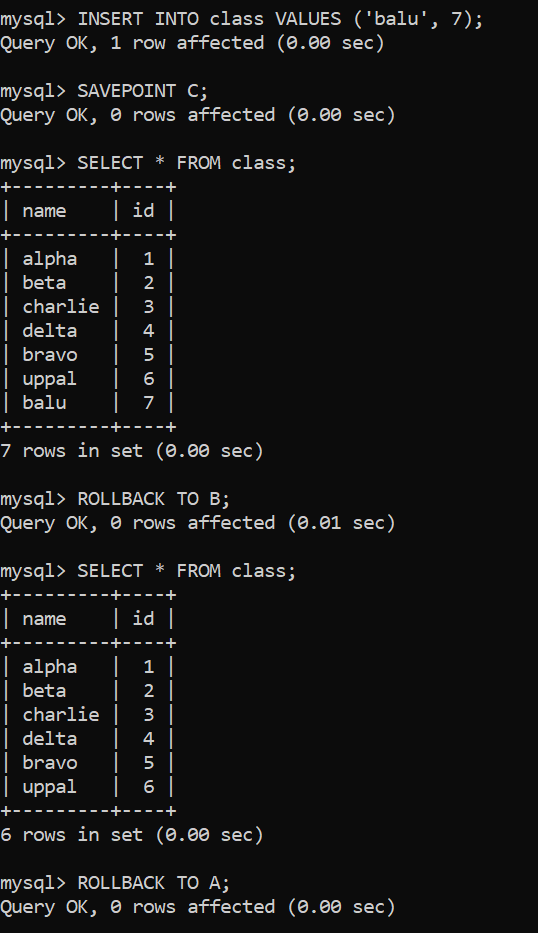 mysql> INSERT INTO class VALUES ('balu', 7);
Query OK, 1 row affected (0.00 sec)
mysql> SAVEPOINT C;
Query OK, 0 rows affected (0.00 sec)
mysql> SELECT * FROM class;
+---------+----+
| name    | id |
+---------+----+
| alpha   |  1 |
| beta    |  2 |
| charlie |  3 |
| delta   |  4 |
| bravo   |  5 |
| uppal   |  6 |
| balu    |  7 |
+---------+----+
7 rows in set (0.00 sec)
mysql> ROLLBACK TO B;
Query OK, 0 rows affected (0.01 sec)
mysql> SELECT * FROM class;
+---------+----+
| name    | id |
+---------+----+
| alpha   |  1 |
| beta    |  2 |
| charlie |  3 |
| delta   |  4 |
| bravo   |  5 |
| uppal   |  6 |
+---------+----+
6 rows in set (0.00 sec)
mysql> ROLLBACK TO A;
Query OK, 0 rows affected (0.00 sec)